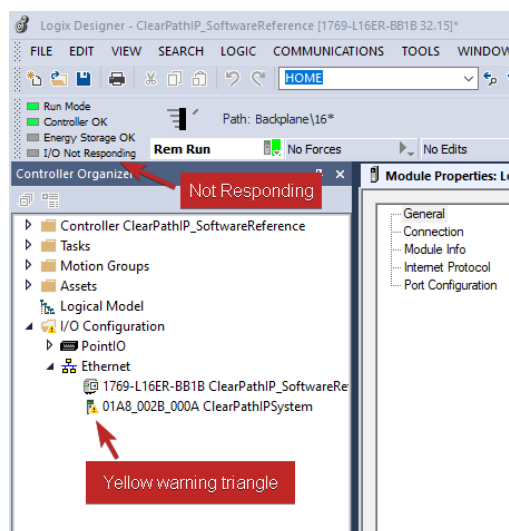 Logix Designer - ClearPathIP_SoftwareReference [1769-L16ER-BB1B 32.15]*
FILE EDIT VIEW SEARCH LOGIC COMMUNICATIONS TOOLS WINDOW
HOME
Run Mode
Controller OK
Energy Storage OK
I/O Not Responding
Path: Backplane\16*
Rem Run
No Forces
No Edits
Controller Organizer
Not Responding
Module Properties:
General
Connection
Module Info
Internet Protocol
Port Configuration
Controller ClearPathIP_SoftwareReference
Tasks
Motion Groups
Assets
Logical Model
I/O Configuration
PointIO
Ethernet
1769-L16ER-BB1B ClearPathIP_SoftwareRe
01A8_002B_000A ClearPathIPSystem
Yellow warning triangle